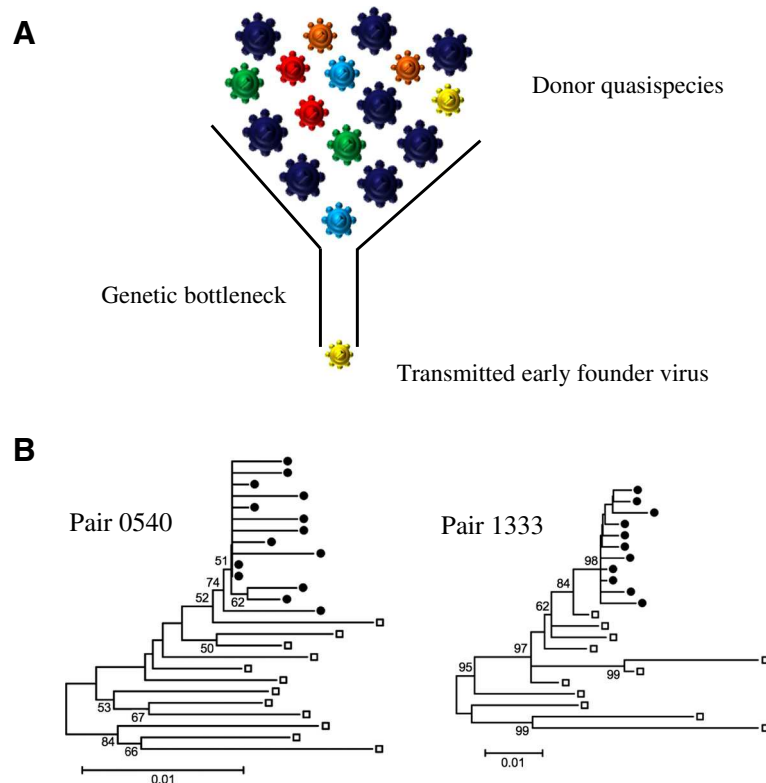 A
Donor quasispecies
Genetic bottleneck
Transmitted early founder virus
B
Pair 0540
Pair 1333
51
74
52
62
50
53
67
84
66
0.01
98
84
62
97
95
99
99
0.01